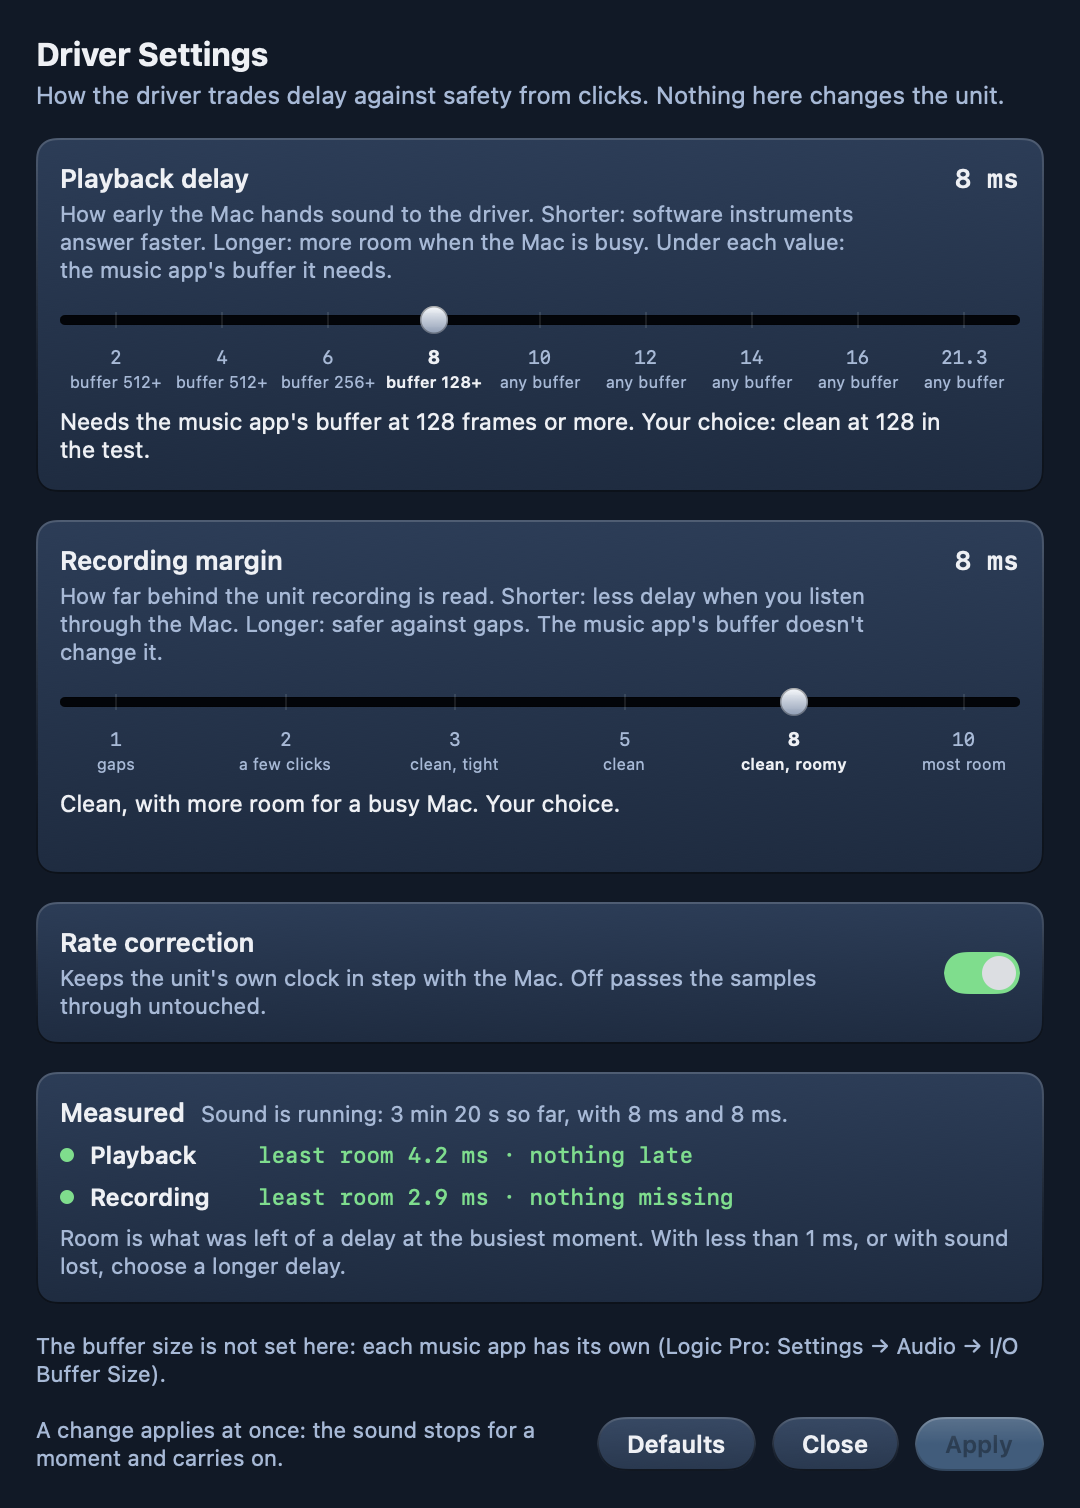 Driver Settings
How the driver trades delay against safety from clicks. Nothing here changes the unit.
Playback delay
8 ms
How early the Mac hands sound to the driver. Shorter: software instruments
answer faster. Longer: more room when the Mac is busy. Under each value:
the music app's buffer it needs.
2 4 6 8 10 12 14 16 21.3
buffer 512+ buffer 512+ buffer 256+ buffer 128+ any buffer any buffer any buffer any buffer any buffer
Needs the music app's buffer at 128 frames or more. Your choice: clean at 128 in
the test.
Recording margin
8 ms
How far behind the unit recording is read. Shorter: less delay when you listen
through the Mac. Longer: safer against gaps. The music app's buffer doesn't
change it.
1 2 3 5 8 10
gaps a few clicks clean, tight clean clean, roomy most room
Clean, with more room for a busy Mac. Your choice.
Rate correction
Keeps the unit's own clock in step with the Mac. Off passes the samples
through untouched.
Measured Sound is running: 3 min 20 s so far, with 8 ms and 8 ms.
Playback least room 4.2 ms · nothing late
Recording least room 2.9 ms · nothing missing
Room is what was left of a delay at the busiest moment. With less than 1 ms, or with sound
lost, choose a longer delay.
The buffer size is not set here: each music app has its own (Logic Pro: Settings → Audio → I/O
Buffer Size).
A change applies at once: the sound stops for a
moment and carries on.
Defaults Close Apply